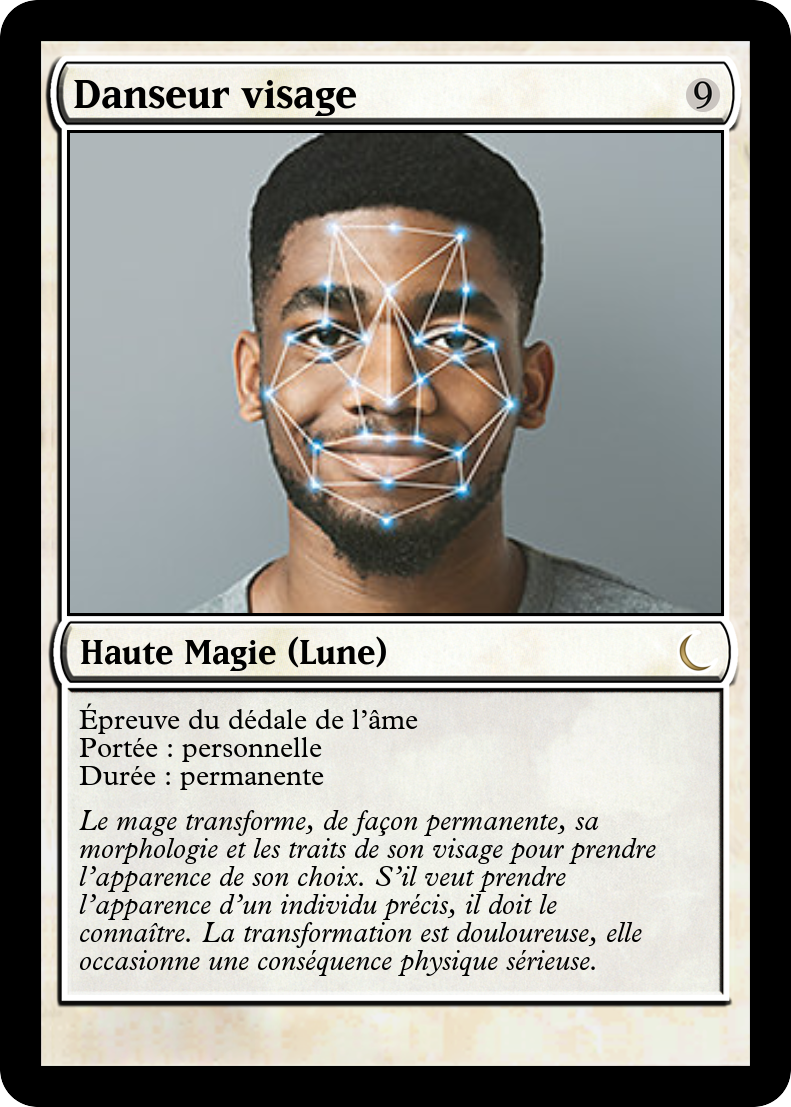 Danseur visage
9
Haute Magie (Lune)
Épreuve du dédale de l’âme
Portée : personnelle
Durée : permanente
Le mage transforme, de façon permanente, sa
morphologie et les traits de son visage pour prendre
l’apparence de son choix. S’il veut prendre
l’apparence d’un individu précis, il doit le
connaître. La transformation est douloureuse, elle
occasionne une conséquence physique sérieuse.